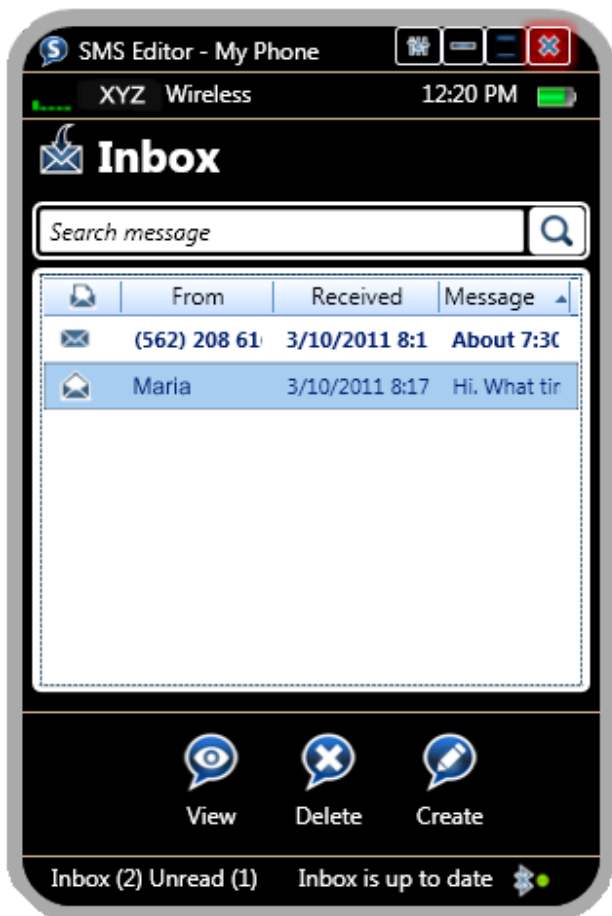 SMS Editor - My Phone
XYZ Wireless 12:20 PM
Inbox
Search message
From Received Message
(562) 208 61 3/10/2011 8:1 About 7:30
Maria 3/10/2011 8:17 Hi. What
View Delete Create
Inbox (2) Unread (1) Inbox is up to date